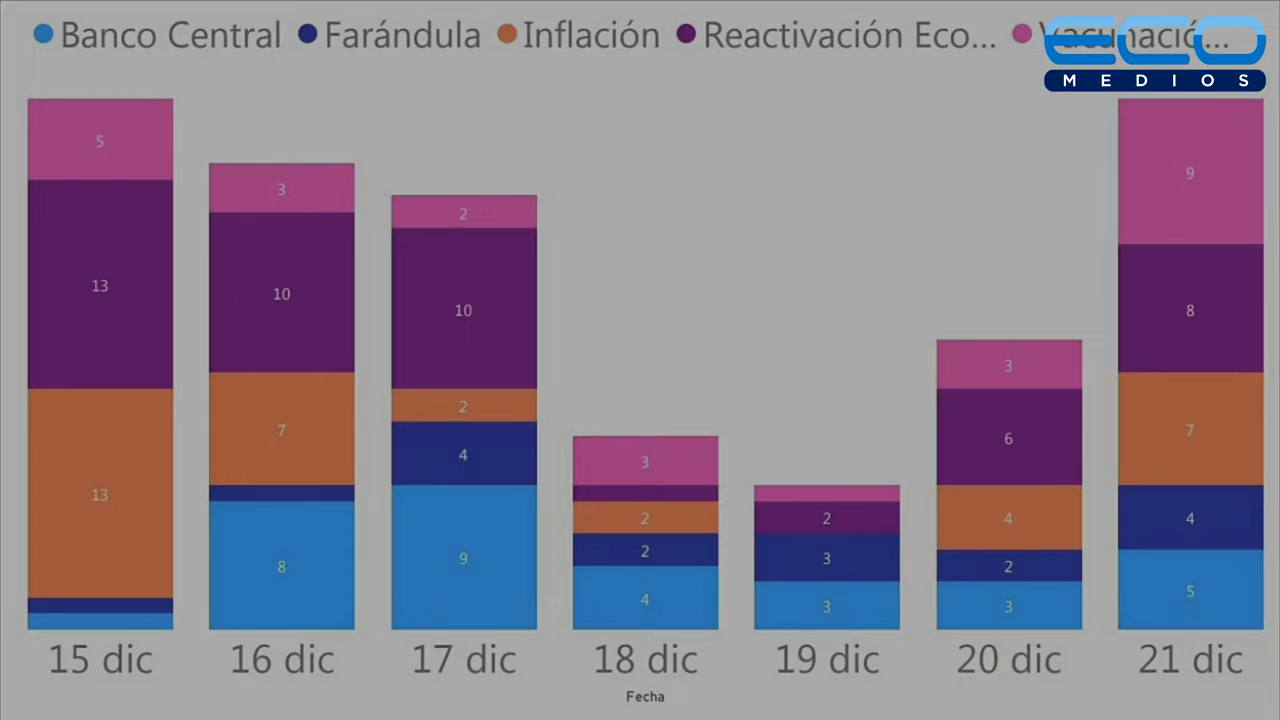 Banco Central Farándula Inflación Reactivación Eco... Vacunació...
ECO
MEDIOS
5 3 2 9
13 10 10 8
3 3
13 7 2 6 7
4 2 2 4 4
8 9 2 3 2
4 3 3 5
15 dic 16 dic 17 dic 18 dic 19 dic 20 dic 21 dic
Fecha